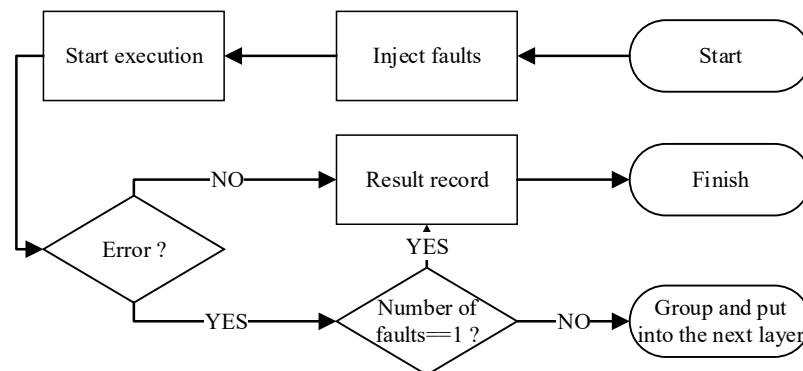 Start execution
Inject faults
Start
NO
Result record
Finish
Error ?
YES
YES
Number of
faults==1 ?
NO
Group and put
into the next layer